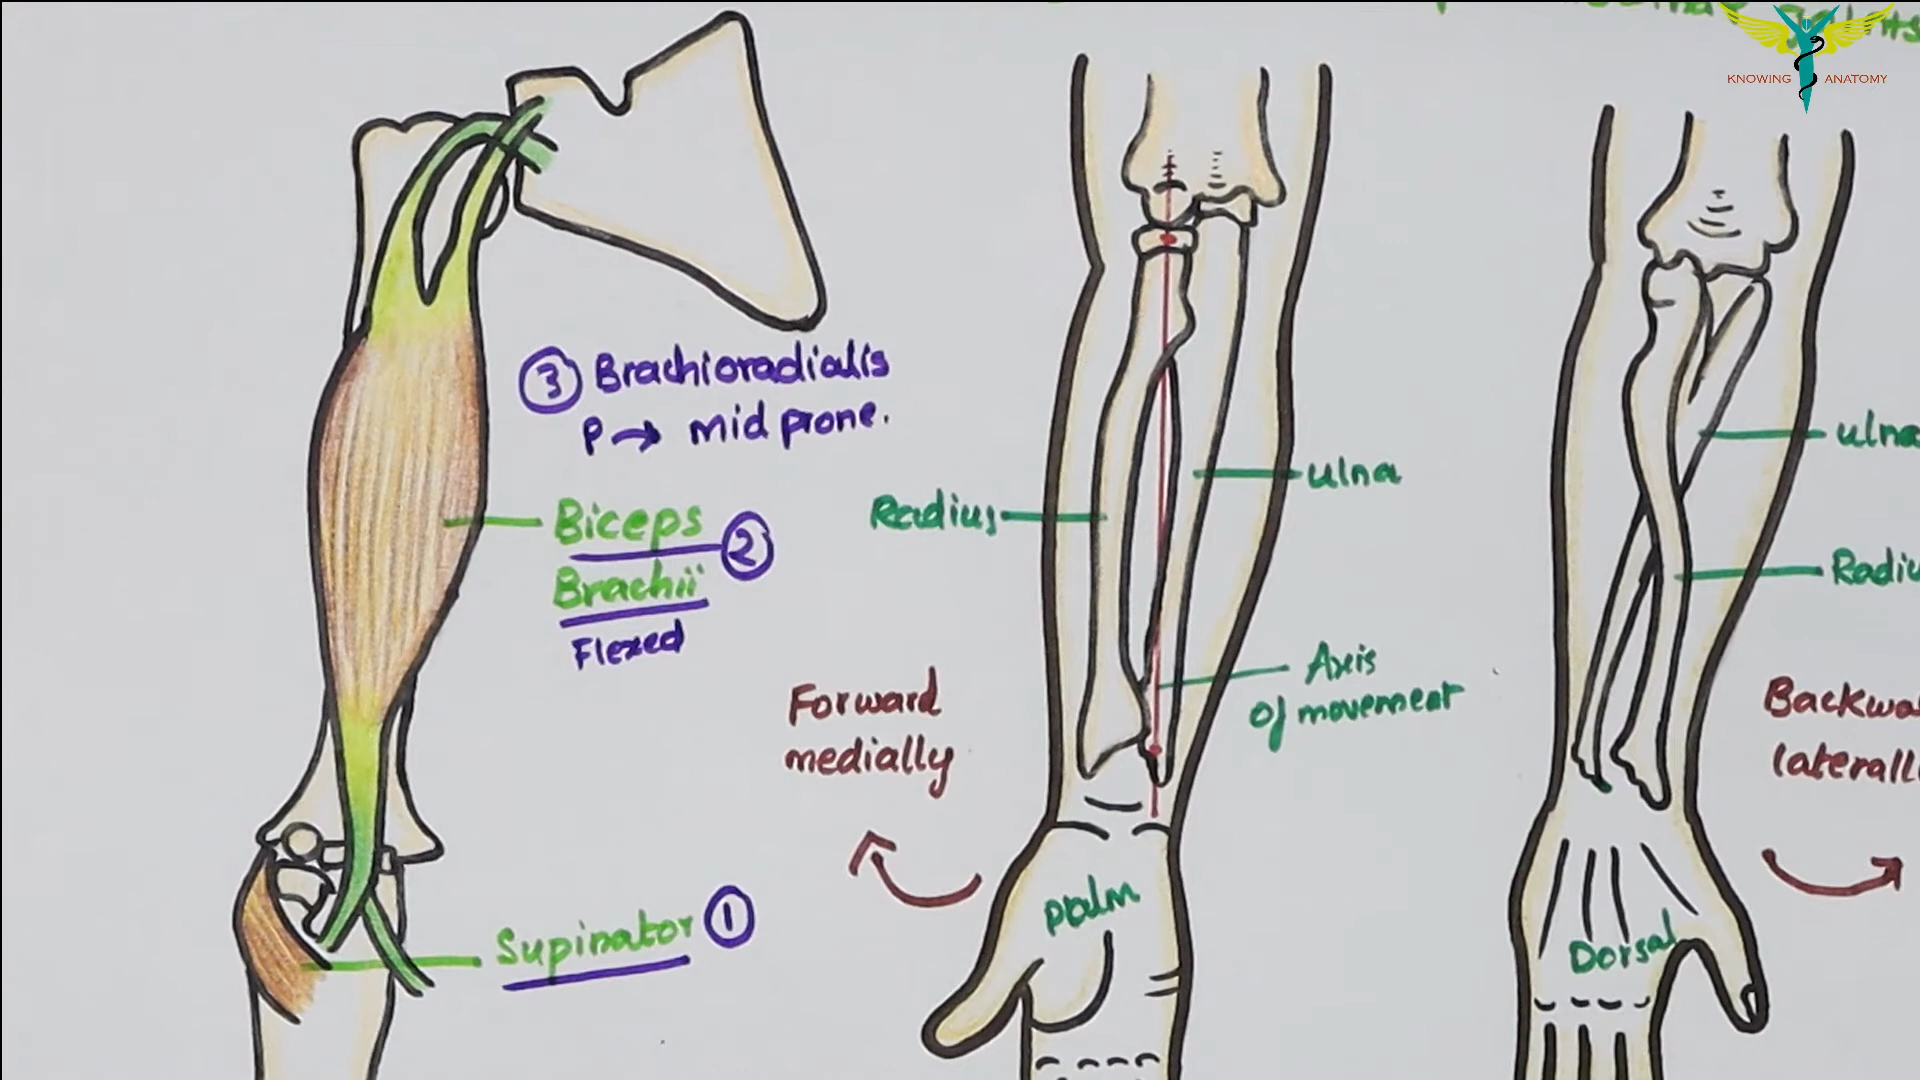 KNOWING ANATOMY
③ Brachioradialis
P → mid prone.
Biceps ②
Brachii
Flexed
Supinator ①
Radius
ulna
Axis
of movement
Forward
medially
Palm
ulna
Radiu
Backwa
laterall
Dorsal